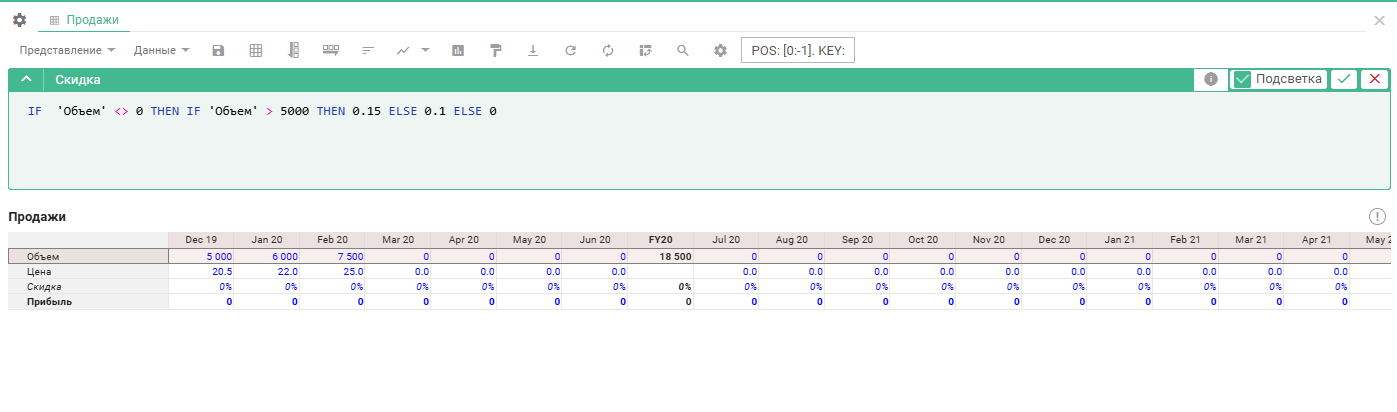 Продажи
Представление Данные POS: [0:-1]. KEY:
Скидка Подсветка
IF 'Объем' <> 0 THEN IF 'Объем' > 5000 THEN 0.15 ELSE 0.1 ELSE 0
Продажи
Dec 19 Jan 20 Feb 20 Mar 20 Apr 20 May 20 Jun 20 FY20 Jul 20 Aug 20 Sep 20 Oct 20 Nov 20 Dec 20 Jan 21 Feb 21 Mar 21 Apr 21 May 2
Объем 5 000 6 000 7 500 0 0 0 0 18 500 0 0 0 0 0 0 0 0 0 0
Цена 20.5 22.0 25.0 0.0 0.0 0.0 0.0 0.0 0.0 0.0 0.0 0.0 0.0 0.0 0.0 0.0 0.0
Скидка 0% 0% 0% 0% 0% 0% 0% 0% 0% 0% 0% 0% 0% 0% 0% 0% 0% 0%
Прибыль 0 0 0 0 0 0 0 0 0 0 0 0 0 0 0 0 0 0